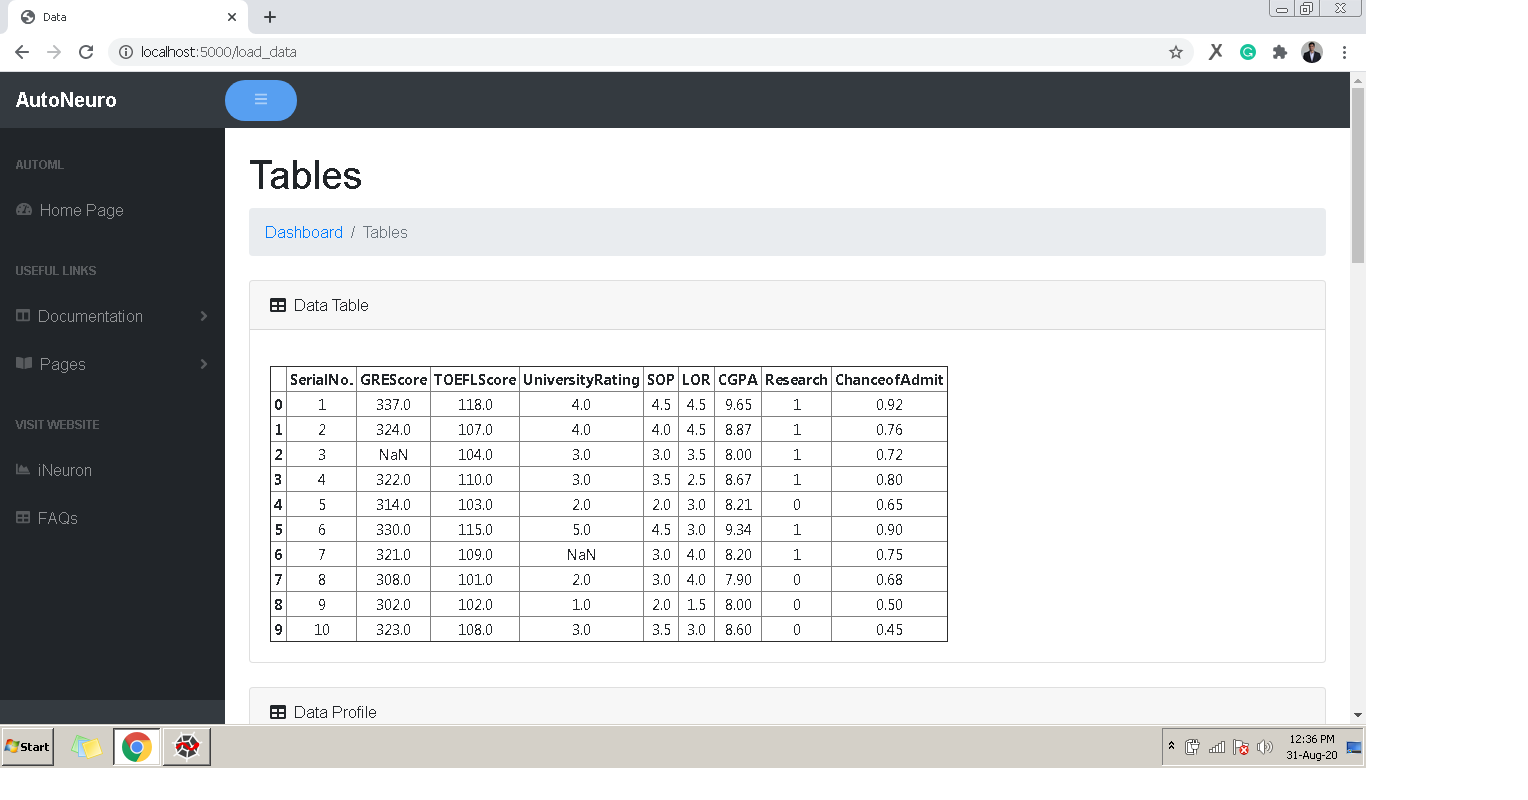 Data
localhost:5000/load_data
AutoNeuro
AUTOML
Home Page
USEFUL LINKS
Documentation
Pages
VISIT WEBSITE
iNeuron
FAQs
Tables
Dashboard / Tables
Data Table
SerialNo. GREScore TOEFLScore UniversityRating SOP LOR CGPA Research ChanceofAdmit
0 1 337.0 118.0 4.0 4.5 4.5 9.65 1 0.92
1 2 324.0 107.0 4.0 4.0 4.5 8.87 1 0.76
2 3 NaN 104.0 3.0 3.0 3.5 8.00 1 0.72
3 4 322.0 110.0 3.0 3.5 2.5 8.67 1 0.80
4 5 314.0 103.0 2.0 2.0 3.0 8.21 0 0.65
5 6 330.0 115.0 5.0 4.5 3.0 9.34 1 0.90
6 7 321.0 109.0 NaN 3.0 4.0 8.20 1 0.75
7 8 308.0 101.0 2.0 3.0 4.0 7.90 0 0.68
8 9 302.0 102.0 1.0 2.0 1.5 8.00 0 0.50
9 10 323.0 108.0 3.0 3.5 3.0 8.60 0 0.45
Data Profile
Start
12:36 PM
31-Aug-20